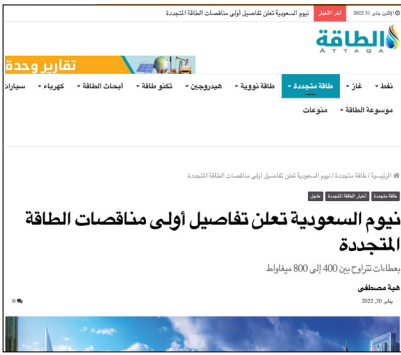 الإثنين, يناير 31 2022
آخر الأخبار
نيوم السعودية تعلن تفاصيل أولى مناقصات الطاقة المتجددة
الطاقة
ATTAQA
تقارير وحدة
نفط
غاز
طاقة متجددة
طاقة نووية
هيدروجين
تكنو طاقة
أبحاث الطاقة
كهرباء
سيارات
موسوعة الطاقة
منوعات
الرئيسية / طاقة متجددة / نيوم السعودية تعلن تفاصيل أولى مناقصات الطاقة المتجددة
طاقة متجددة
أخبار الطاقة المتجددة
عاجل
نيوم السعودية تعلن تفاصيل أولى مناقصات الطاقة
المتجددة
بعطاءات تتراوح بين 400 إلى 800 ميغاواط
هبة مصطفى
يناير 30, 2022
0